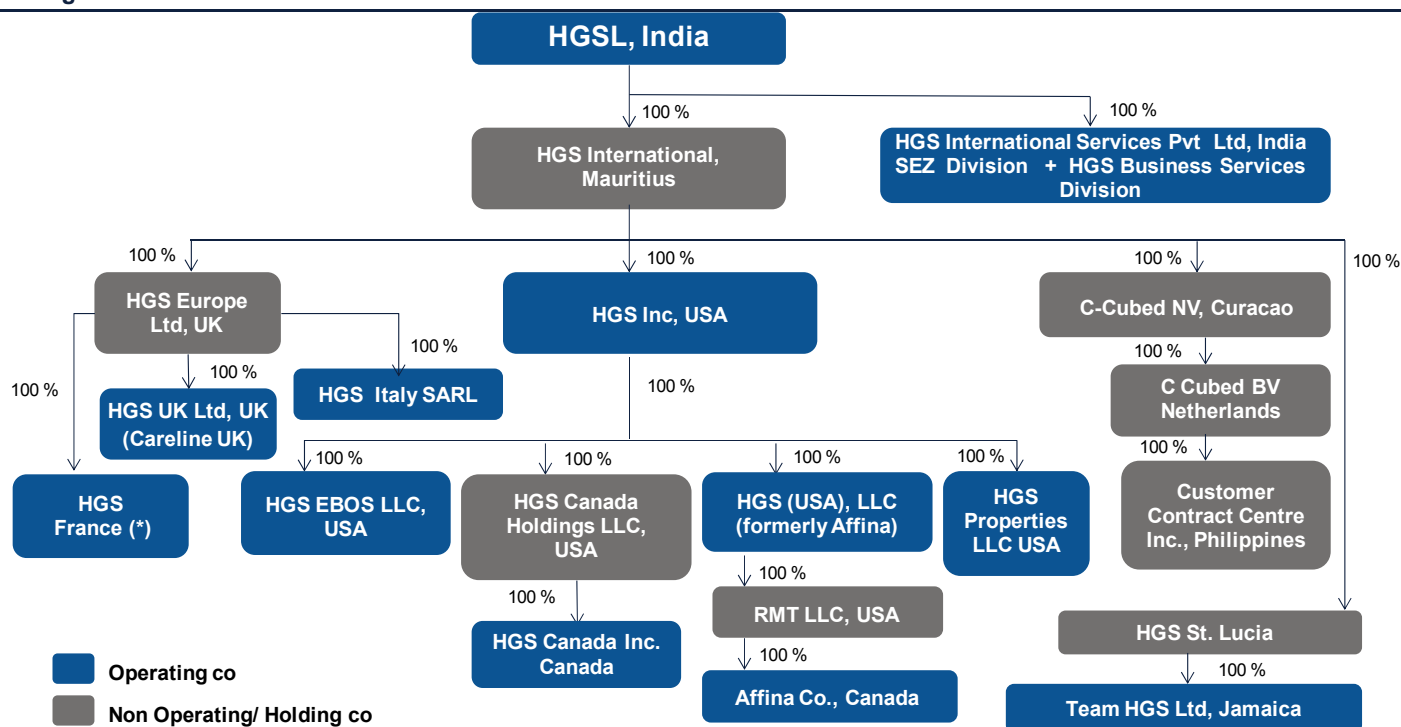 HGSL, India
100 %
100 %
HGS International,
Mauritius
HGS International Services Pvt Ltd, India
SEZ Division + HGS Business Services
Division
100 %
100 %
100 %
100 %
HGS Europe
Ltd, UK
HGS Inc, USA
C-Cubed NV, Curacao
100 %
100 %
100 %
100 %
100 %
HGS UK Ltd, UK
(Careline UK)
HGS Italy SARL
C Cubed BV
Netherlands
100 %
100 %
100 %
100 %
100 %
HGS
France (*)
HGS EBOS LLC,
USA
HGS Canada
Holdings LLC,
USA
HGS (USA), LLC
(formerly Affina)
HGS
Properties
LLC USA
Customer
Contract Centre
Inc., Philippines
100 %
100 %
RMT LLC, USA
HGS St. Lucia
HGS Canada Inc.
Canada
100 %
100 %
Affina Co., Canada
Team HGS Ltd, Jamaica
Operating co
Non Operating/ Holding co